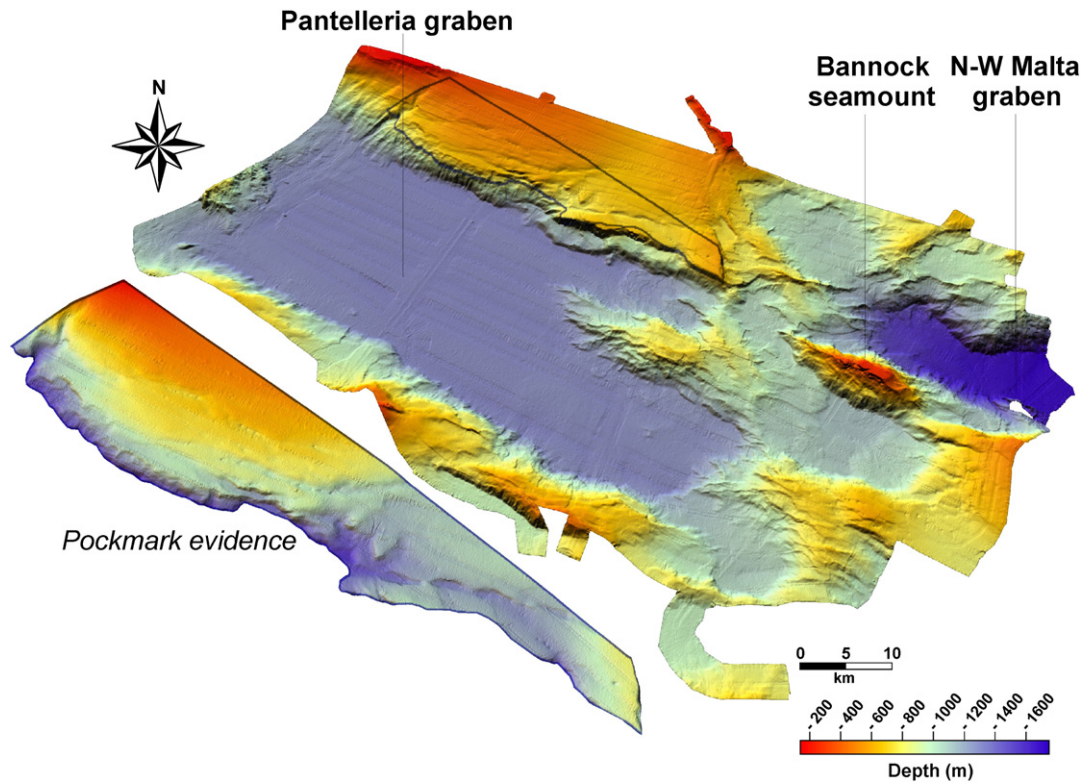 Pantelleria graben
Bannock
seamount
N-W Malta
graben
N
Pockmark evidence
0 5 10
km
- 200 - 400 - 600 - 800 - 1000 - 1200 - 1400 - 1600
Depth (m)